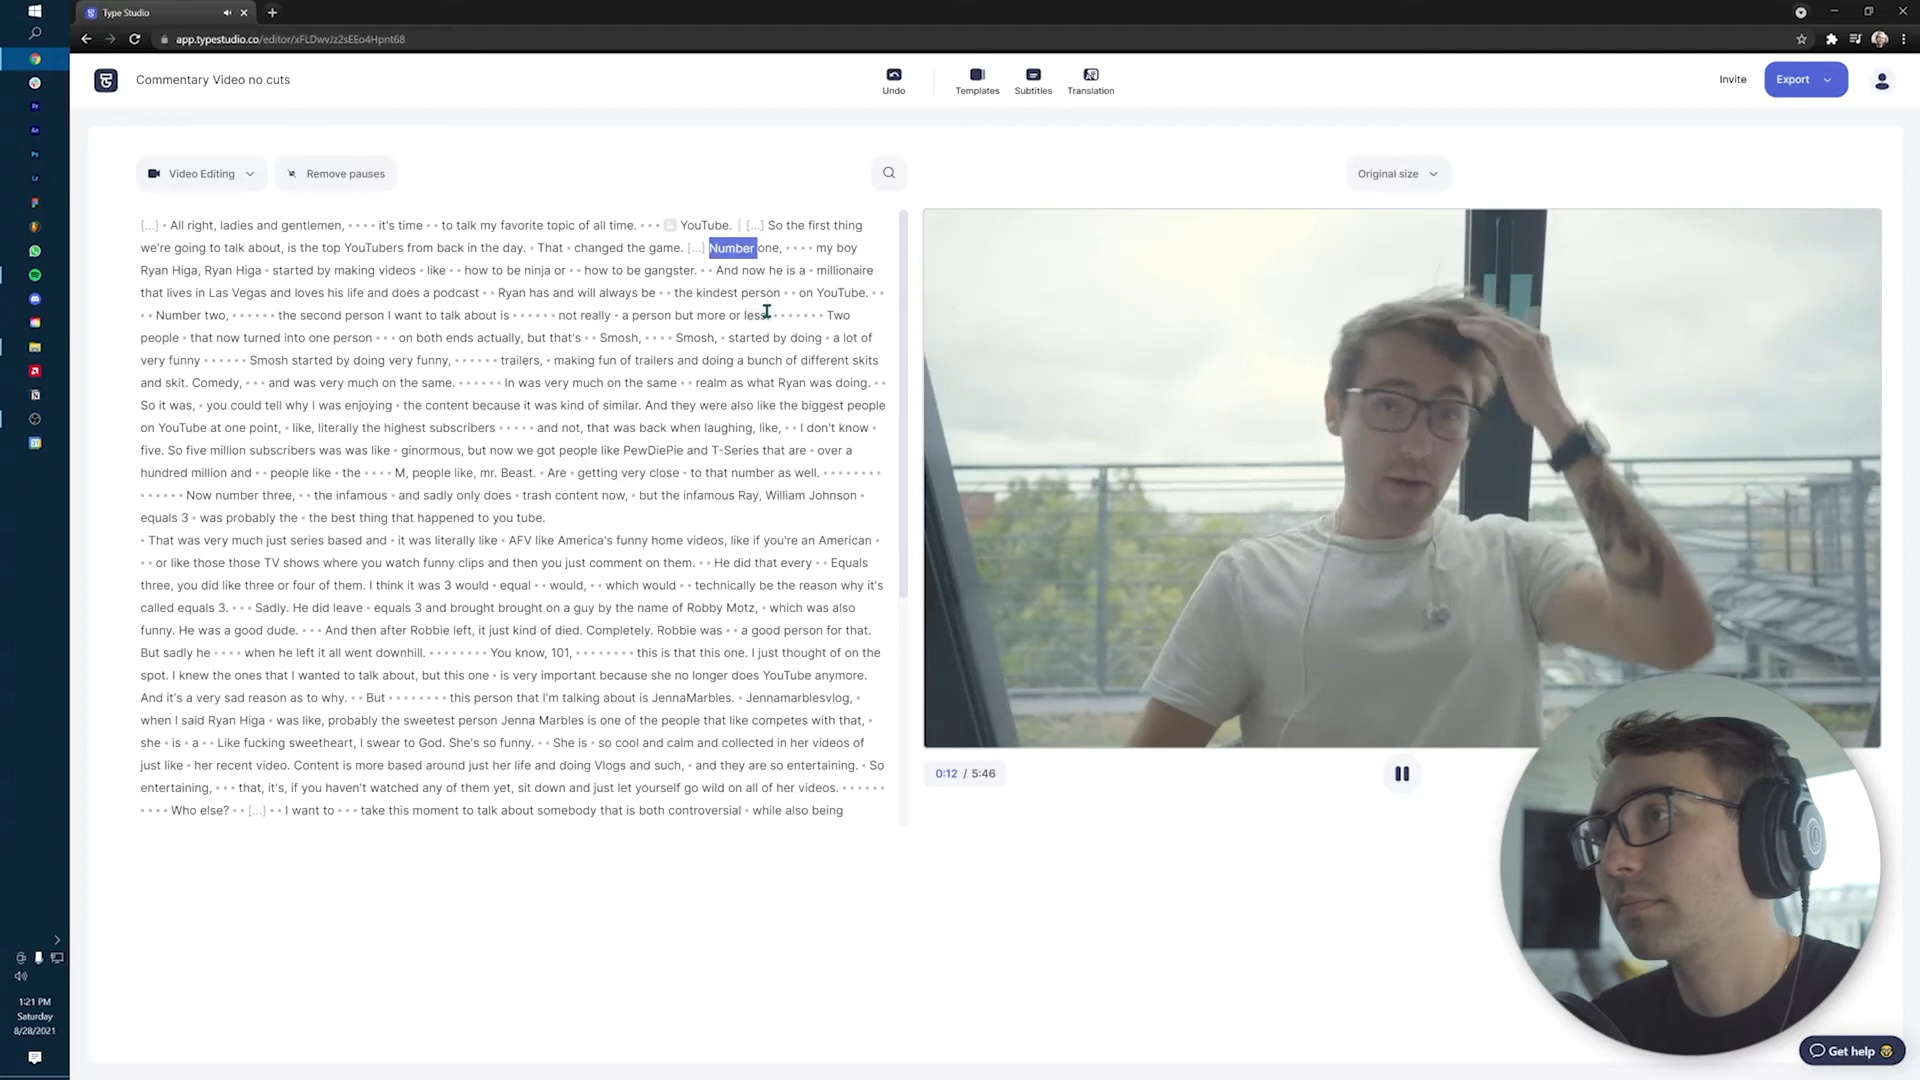 Type Studio
app.typestudio.co/editor/xFLDwvJz2sEEo4Hpnt68
Commentary Video no cuts
Undo
Templates
Subtitles
Translation
Invite
Export
Video Editing
Remove pauses
Original size
[...] • All right, ladies and gentlemen, • • • • it's time • • to talk my favorite topic of all time. • • • YouTube. [...] So the first thing
we're going to talk about, is the top YouTubers from back in the day. • That • changed the game. [...] Number one, • • • • my boy
Ryan Higa, Ryan Higa • started by making videos • like • • how to be ninja or • • how to be gangster. • • And now he is a • millionaire
that lives in Las Vegas and loves his life and does a podcast • • Ryan has and will always be • • the kindest person • • on YouTube. • •
• • Number two, • • • • • • the second person I want to talk about is • • • • • • not really • a person but more or less • • • • • • • Two
people • that now turned into one person • • • on both ends actually, but that's • • Smosh, • • • • Smosh, • started by doing • a lot of
very funny • • • • • • Smosh started by doing very funny, • • • • • • trailers, • making fun of trailers and doing a bunch of different skits
and skit. Comedy, • • • and was very much on the same. • • • • • • In was very much on the same • • realm as what Ryan was doing. • •
So it was, • you could tell why I was enjoying • the content because it was kind of similar. And they were also like the biggest people
on YouTube at one point, • like, literally the highest subscribers • • • • • and not, that was back when laughing, like, • • I don't know •
five. So five million subscribers was was like • ginormous, but now we got people like PewDiePie and T-Series that are • over a
hundred million and • • people like • the • • • • M, people like, mr. Beast. • Are • getting very close • to that number as well. • • • • • • • •
• • • • • • Now number three, • • the infamous • and sadly only does • trash content now, • but the infamous Ray, William Johnson •
equals 3 • was probably the • the best thing that happened to you tube.
• That was very much just series based and • it was literally like • AFV like America's funny home videos, like if you're an American •
• • or like those those TV shows where you watch funny clips and then you just comment on them. • • He did that every • • Equals
three, you did like three or four of them. I think it was 3 would • equal • • would, • • which would • • technically be the reason why it's
called equals 3. • • • Sadly. He did leave • equals 3 and brought brought on a guy by the name of Robby Motz, • which was also
funny. He was a good dude. • • • And then after Robbie left, it just kind of died. Completely. Robbie was • • a good person for that.
But sadly he • • • • when he left it all went downhill. • • • • • • • • You know, 101, • • • • • • • • this is that this one. I just thought of on the
spot. I knew the ones that I wanted to talk about, but this one • is very important because she no longer does YouTube anymore.
And it's a very sad reason as to why. • • But • • • • • • • • this person that I'm talking about is JennaMarbles. • Jennamarblesvlog, •
when I said Ryan Higa • was like, probably the sweetest person Jenna Marbles is one of the people that like competes with that, •
she • is • a • • Like fucking sweetheart, I swear to God. She's so funny. • • She is • so cool and calm and collected in her videos of
just like • her recent video. Content is more based around just her life and doing Vlogs and such, • and they are so entertaining. • So
entertaining, • • • that, it's, if you haven't watched any of them yet, sit down and just let yourself go wild on all of her videos. • • • • • •
• • • • Who else? • • [...] • • I want to • • • take this moment to talk about somebody that is both controversial • while also being
0:12 / 5:46
1:21 PM
Saturday
8/28/2021
Get help